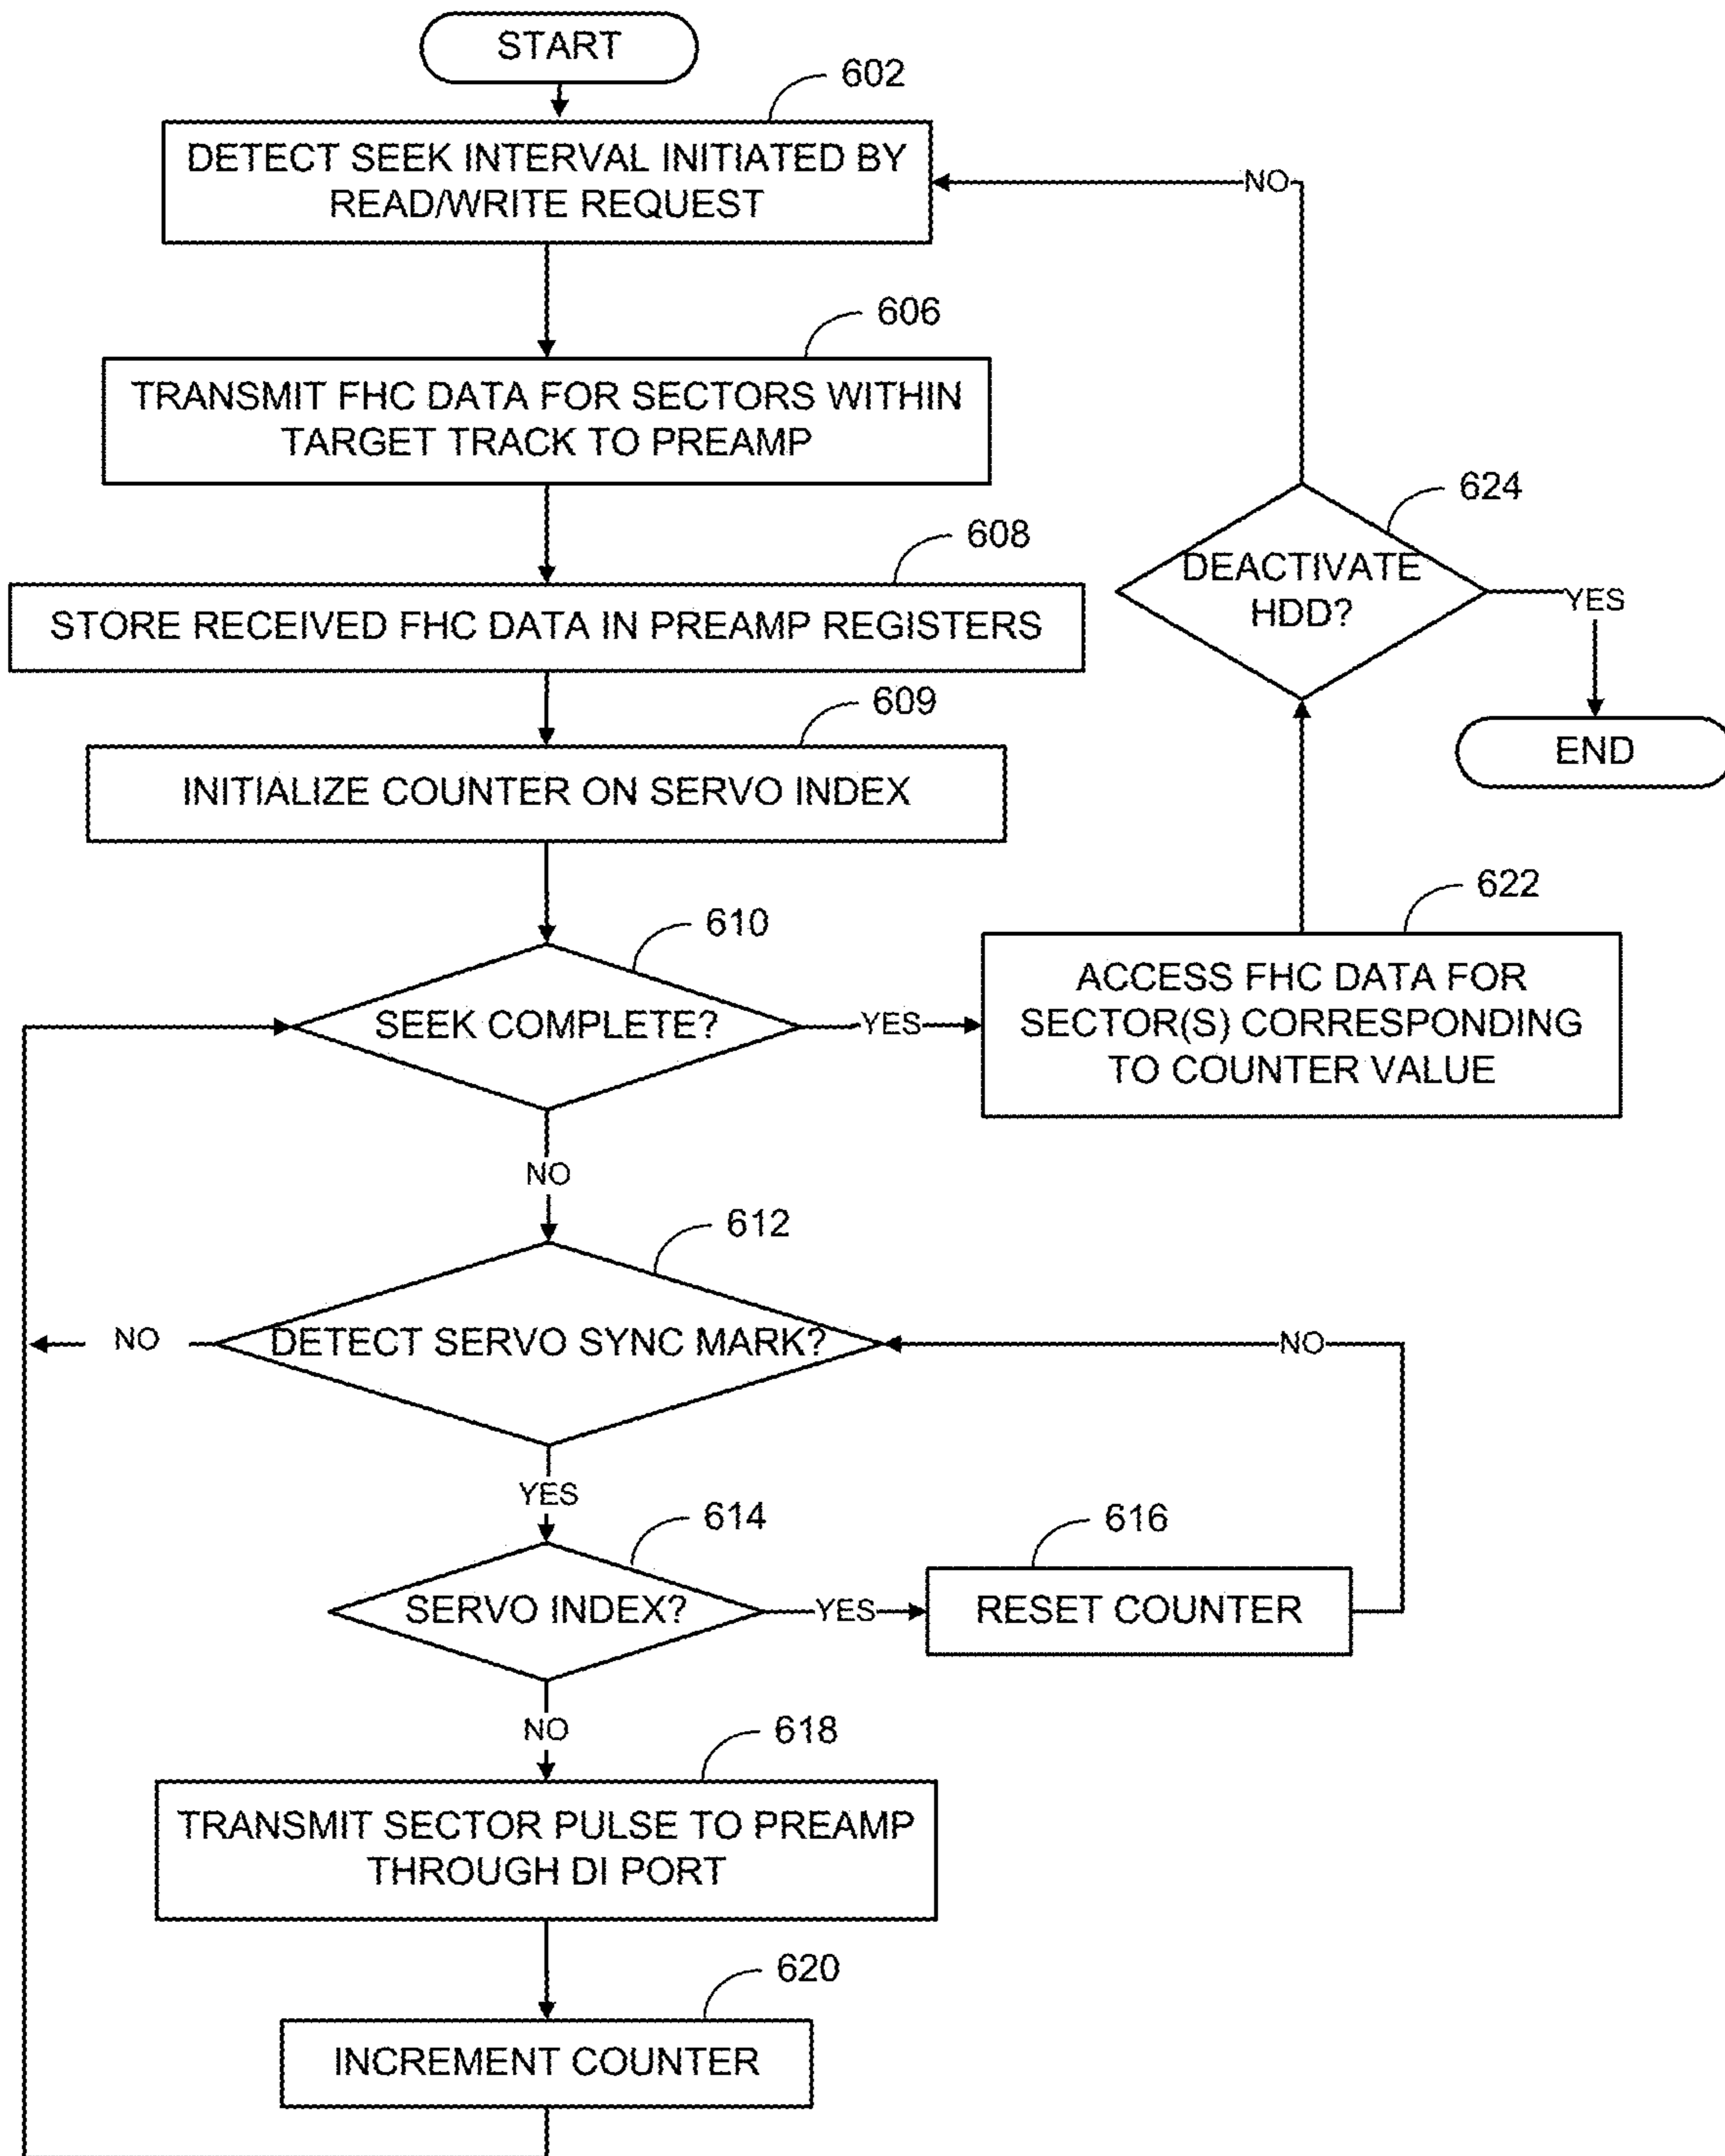 START
602
DETECT SEEK INTERVAL INITIATED BY
READ/WRITE REQUEST
NO
606
TRANSMIT FHC DATA FOR SECTORS WITHIN
TARGET TRACK TO PREAMP
624
DEACTIVATE
HDD?
YES
END
608
STORE RECEIVED FHC DATA IN PREAMP REGISTERS
609
INITIALIZE COUNTER ON SERVO INDEX
610
SEEK COMPLETE?
YES
622
ACCESS FHC DATA FOR
SECTOR(S) CORRESPONDING
TO COUNTER VALUE
NO
612
DETECT SERVO SYNC MARK?
NO
NO
YES
614
SERVO INDEX?
YES
616
RESET COUNTER
NO
618
TRANSMIT SECTOR PULSE TO PREAMP
THROUGH DI PORT
620
INCREMENT COUNTER